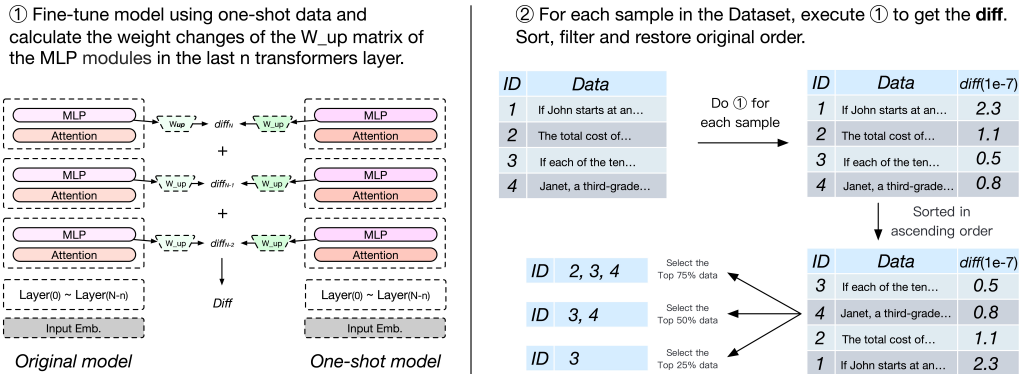 ① Fine-tune model using one-shot data and
calculate the weight changes of the W_up matrix of
the MLP modules in the last n transformers layer.
MLP
Attention
Wup
diffN
W_up
MLP
Attention
+
MLP
Attention
W_up
diffN-1
W_up
MLP
Attention
+
MLP
Attention
W_up
diffN-2
W_up
MLP
Attention
Layer(0) ~ Layer(N-n)
Diff
Layer(0) ~ Layer(N-n)
Input Emb.
Input Emb.
Original model
One-shot model
② For each sample in the Dataset, execute ① to get the diff.
Sort, filter and restore original order.
ID Data
1 If John starts at an...
2 The total cost of...
3 If each of the ten...
4 Janet, a third-grade...
Do ① for
each sample
ID Data diff(1e-7)
1 If John starts at an... 2.3
2 The total cost of... 1.1
3 If each of the ten... 0.5
4 Janet, a third-grade... 0.8
Sorted in
ascending order
ID Data diff(1e-7)
3 If each of the ten... 0.5
4 Janet, a third-grade... 0.8
2 The total cost of... 1.1
1 If John starts at an... 2.3
ID 2, 3, 4
Select the
Top 75% data
ID 3, 4
Select the
Top 50% data
ID 3
Select the
Top 25% data